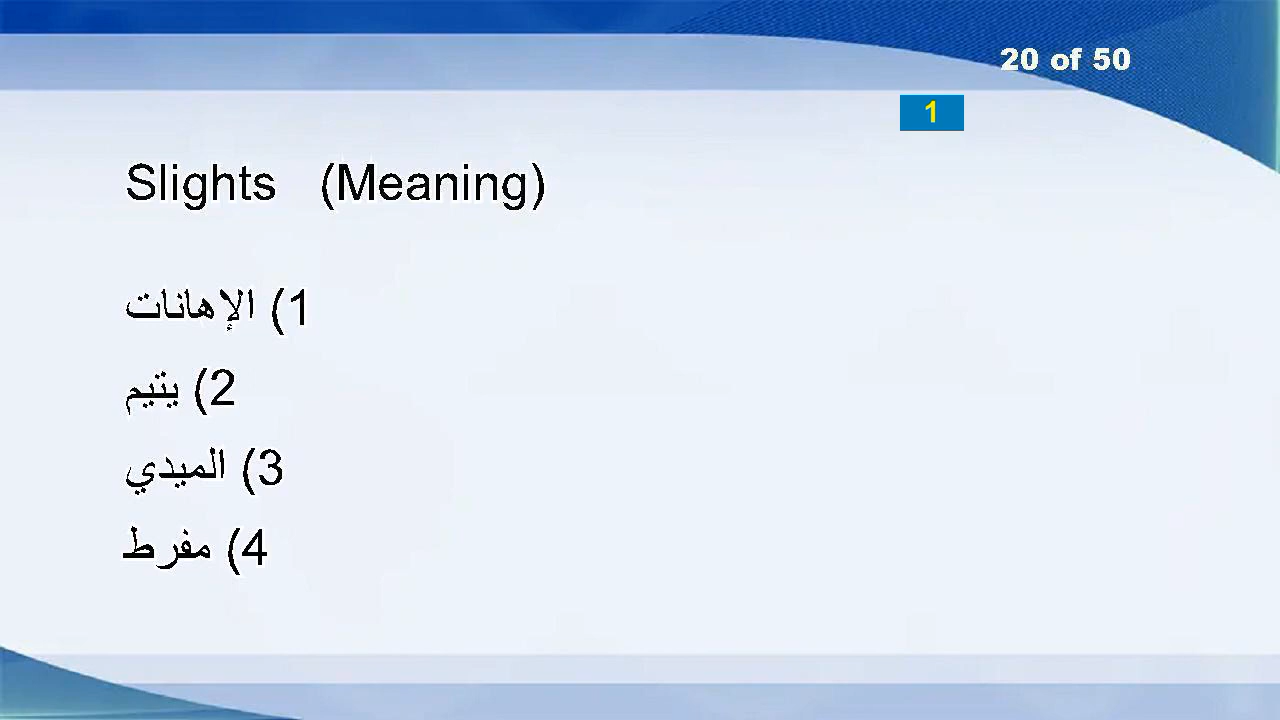 20 of 50
1
Slights (Meaning)
1) الإهانات
2) يتيم
3) الميدي
4) مفرط